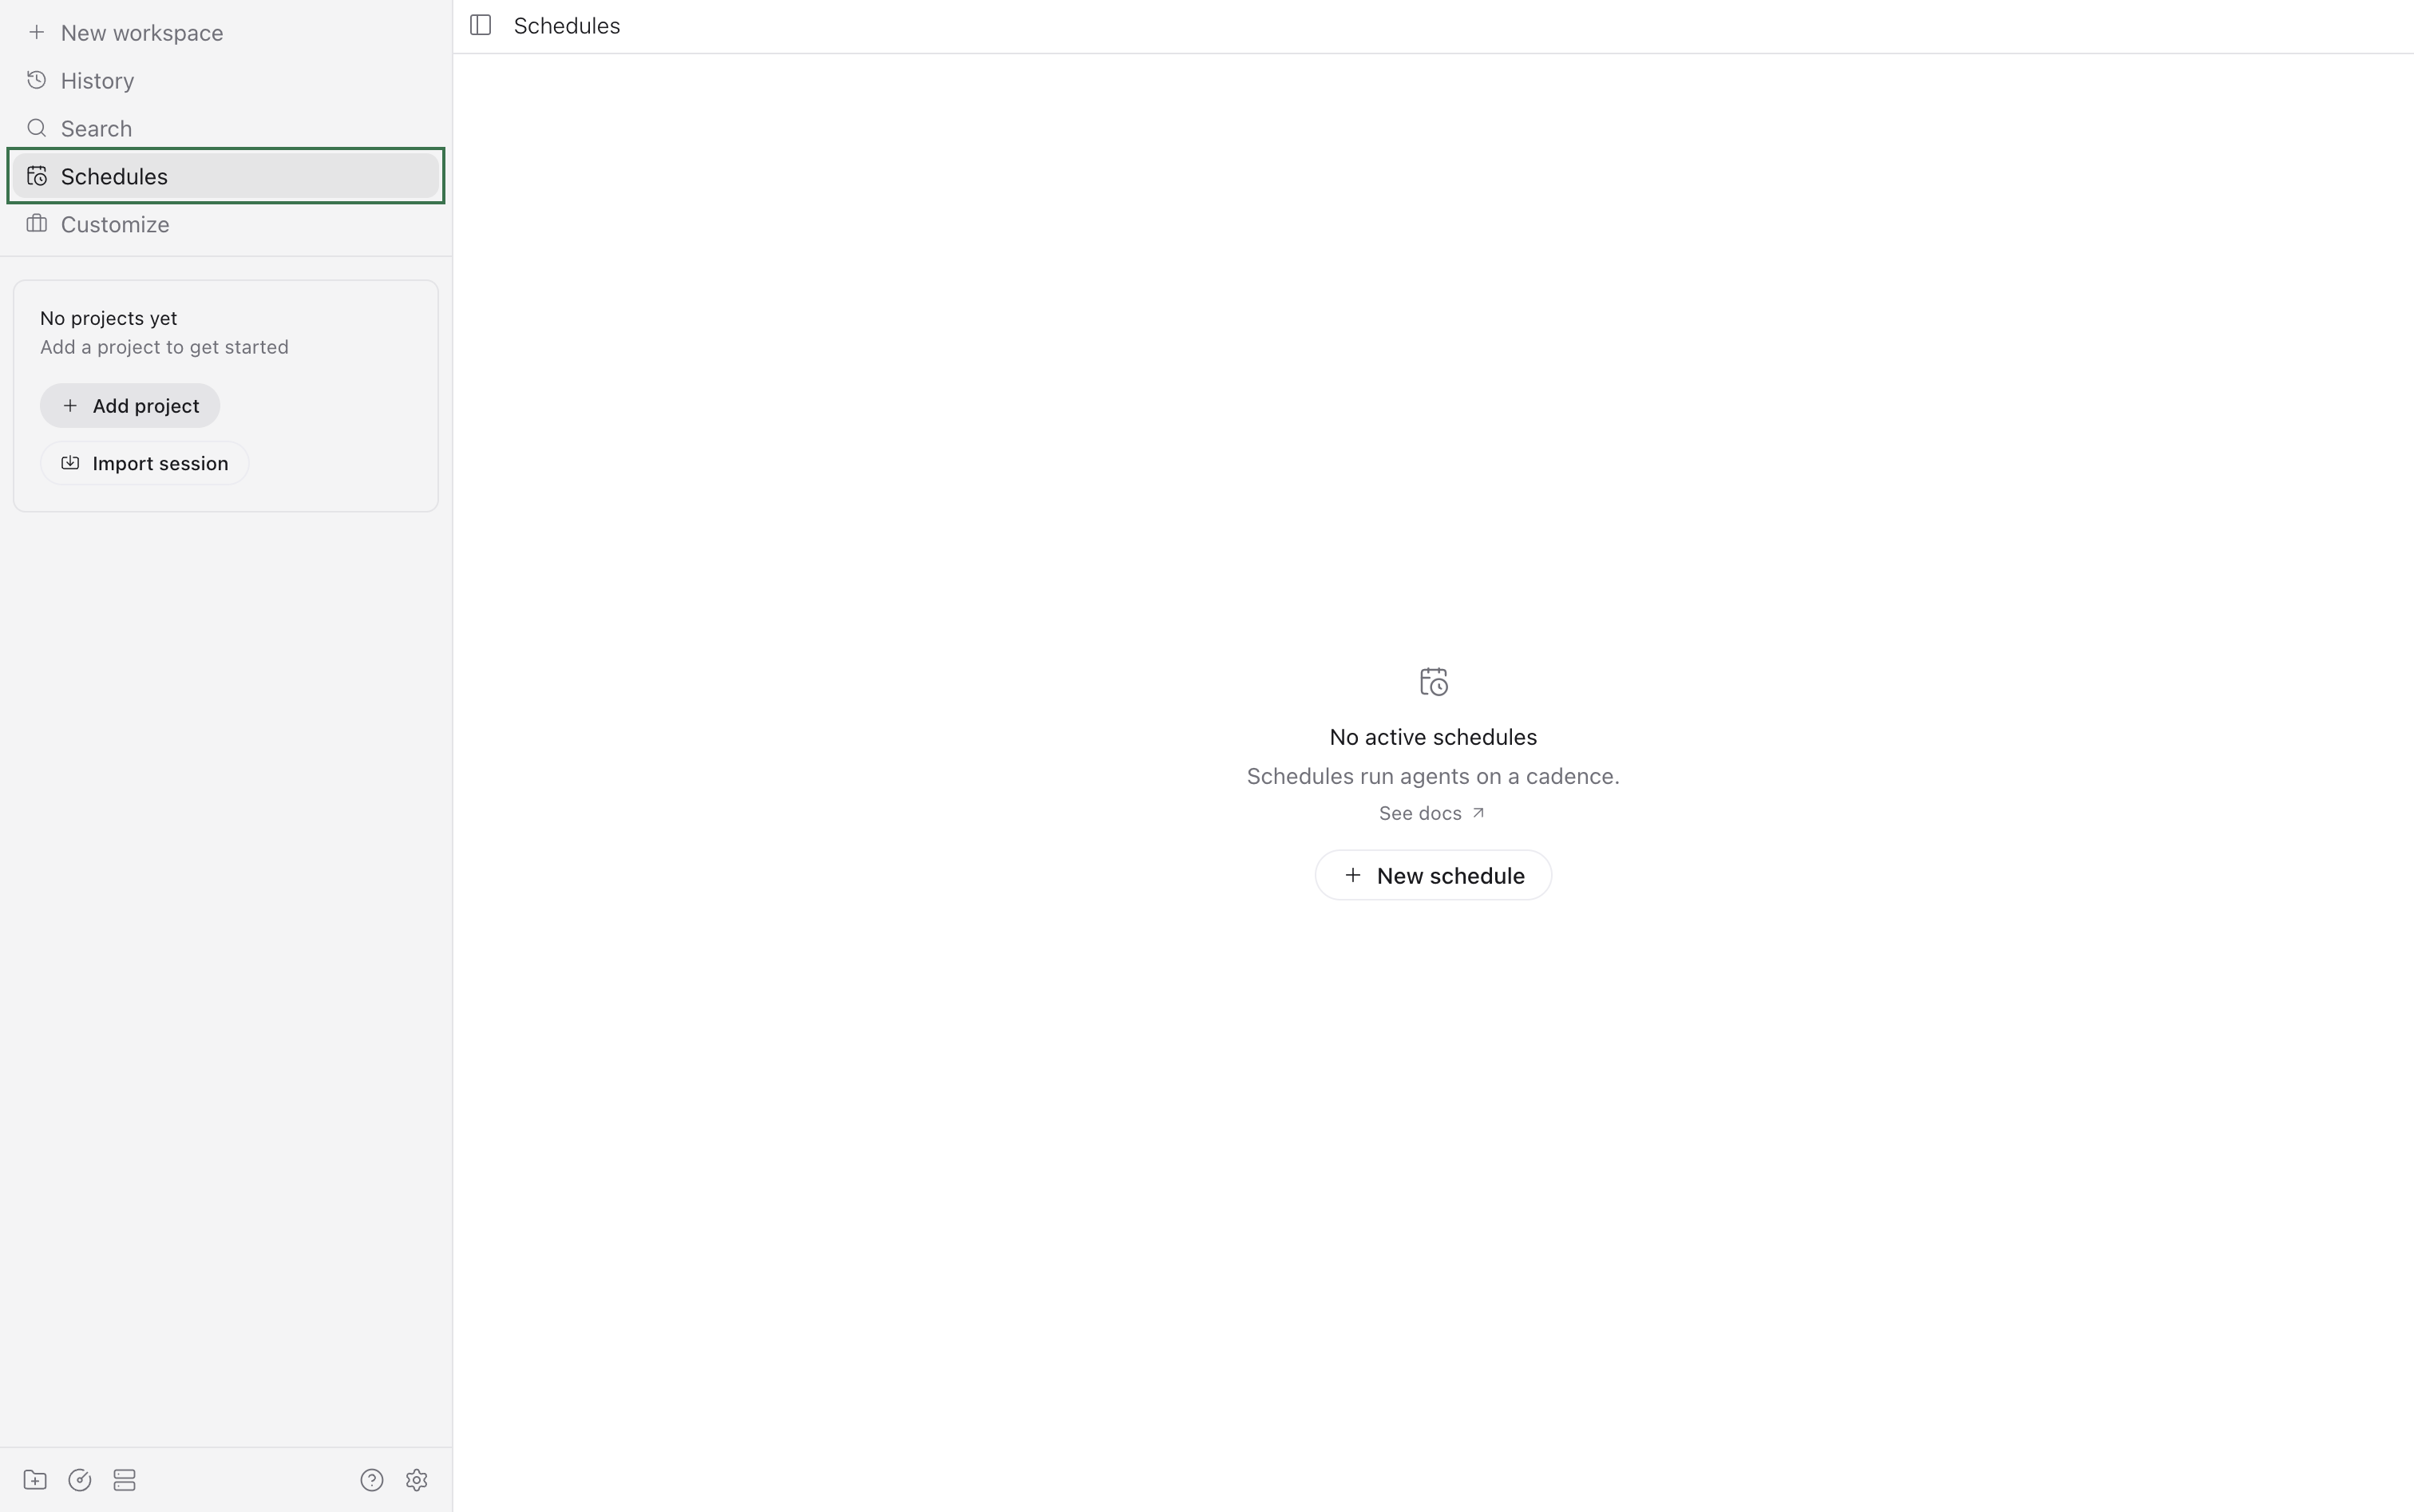 New workspace
History
Search
Schedules
Customize
No projects yet
Add a project to get started
Add project
Import session
Schedules
No active schedules
Schedules run agents on a cadence.
See docs
New schedule